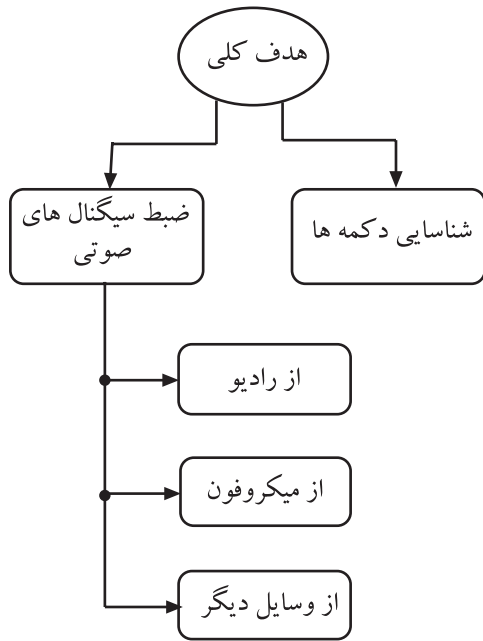 هدف کلی
شناسایی دکمه ها
ضبط سیگنال های
صوتی
از رادیو
از میکروفون
از وسایل دیگر